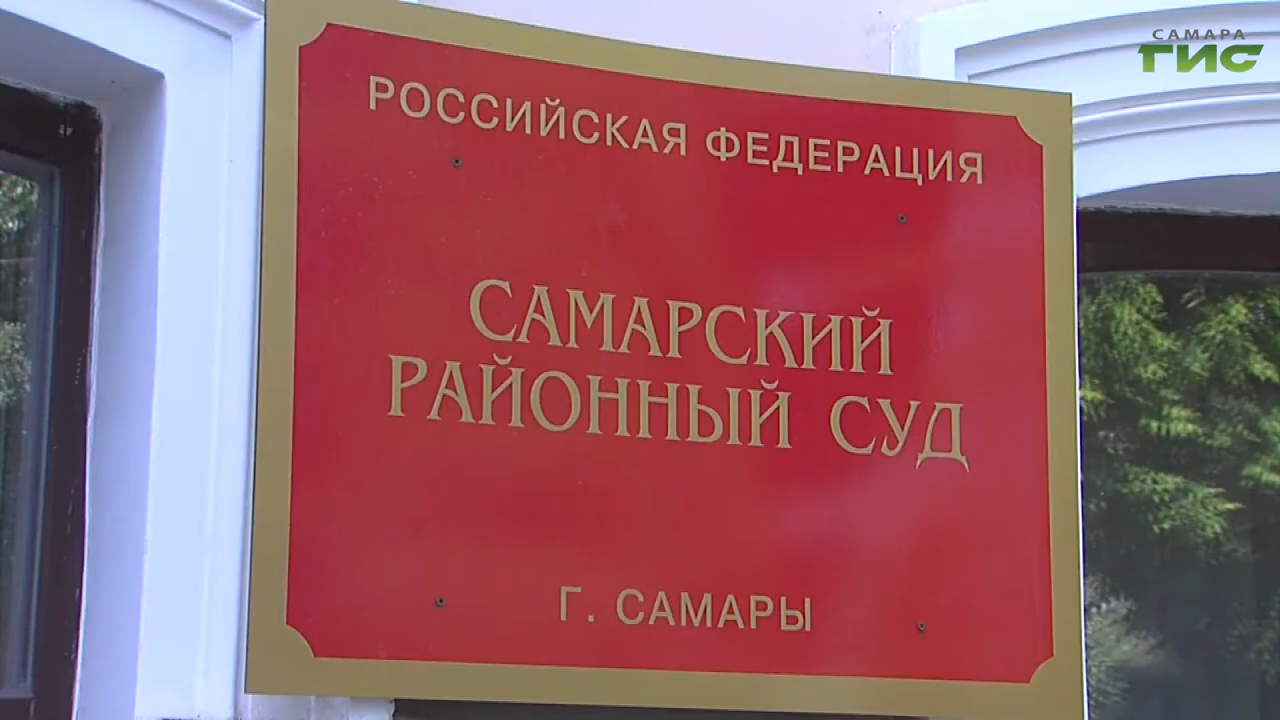 САМАРА
ГИС
РОССИЙСКАЯ ФЕДЕРАЦИЯ
САМАРСКИЙ
РАЙОННЫЙ СУД
Г. САМАРЫ